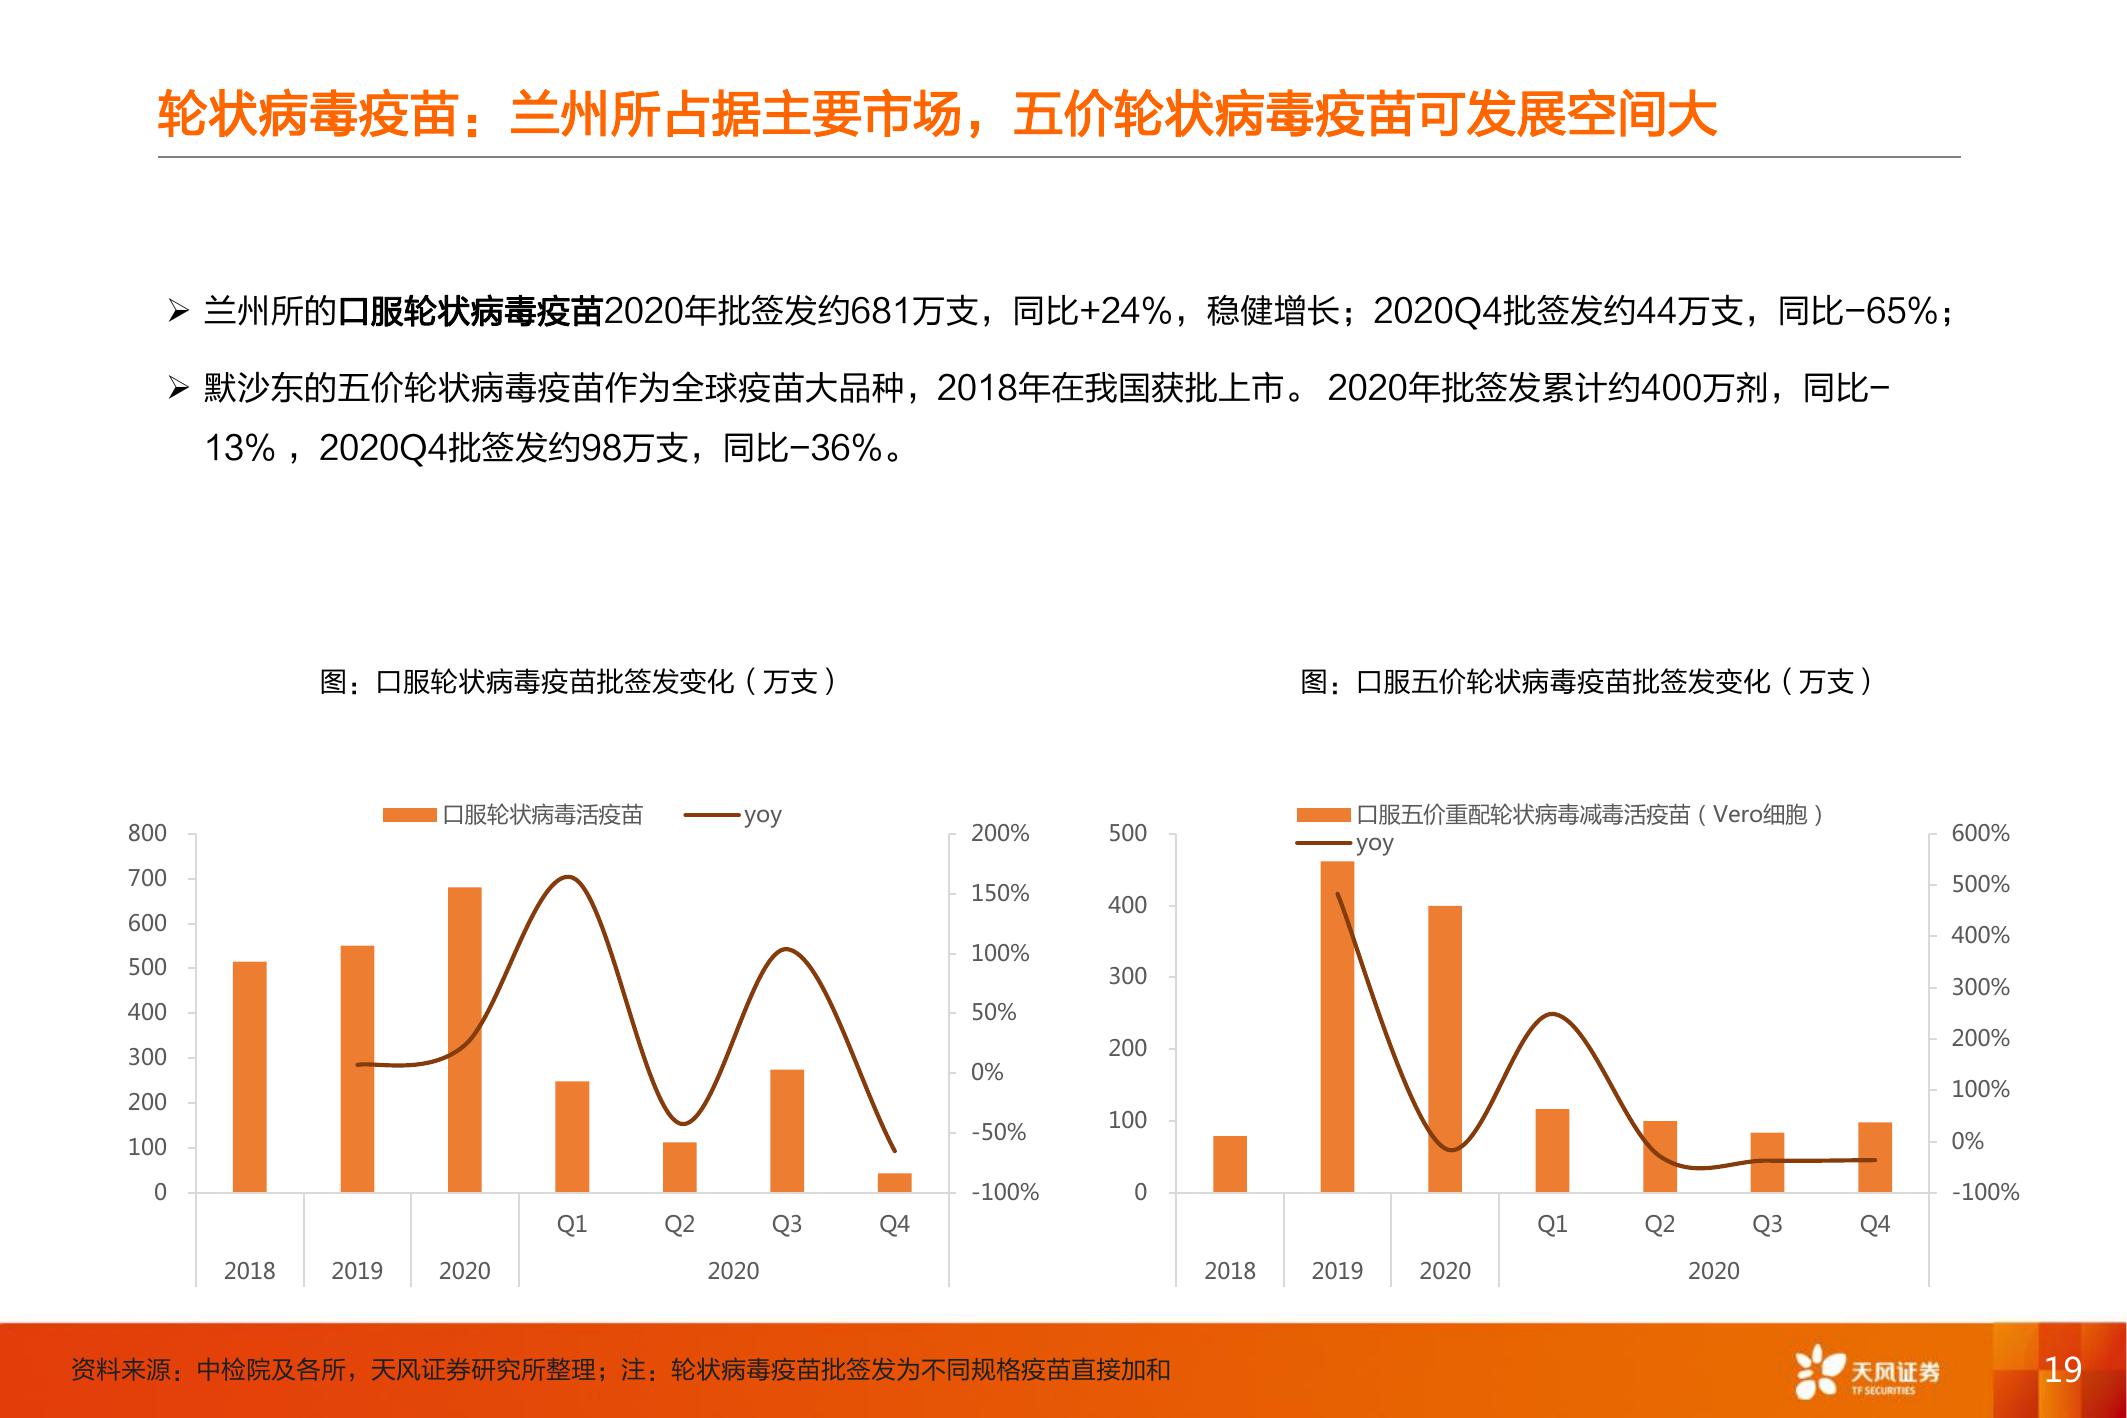 轮状病毒疫苗：兰州所占据主要市场，五价轮状病毒疫苗可发展空间大
➢ 兰州所的口服轮状病毒疫苗2020年批签发约681万支，同比+24%，稳健增长；2020Q4批签发约44万支，同比-65%；
➢ 默沙东的五价轮状病毒疫苗作为全球疫苗大品种，2018年在我国获批上市。 2020年批签发累计约400万剂，同比-
13% ，2020Q4批签发约98万支，同比-36%。
图：口服轮状病毒疫苗批签发变化（万支）
口服轮状病毒活疫苗 yoy
800
700
600
500
400
300
200
100
0
200%
150%
100%
50%
0%
-50%
-100%
Q1 Q2 Q3 Q4
2018 2019 2020 2020
图：口服五价轮状病毒疫苗批签发变化（万支）
口服五价重配轮状病毒减毒活疫苗（Vero细胞）
yoy
500
400
300
200
100
0
600%
500%
400%
300%
200%
100%
0%
-100%
Q1 Q2 Q3 Q4
2018 2019 2020 2020
资料来源：中检院及各所，天风证券研究所整理；注：轮状病毒疫苗批签发为不同规格疫苗直接加和
天风证券
TF SECURITIES
19